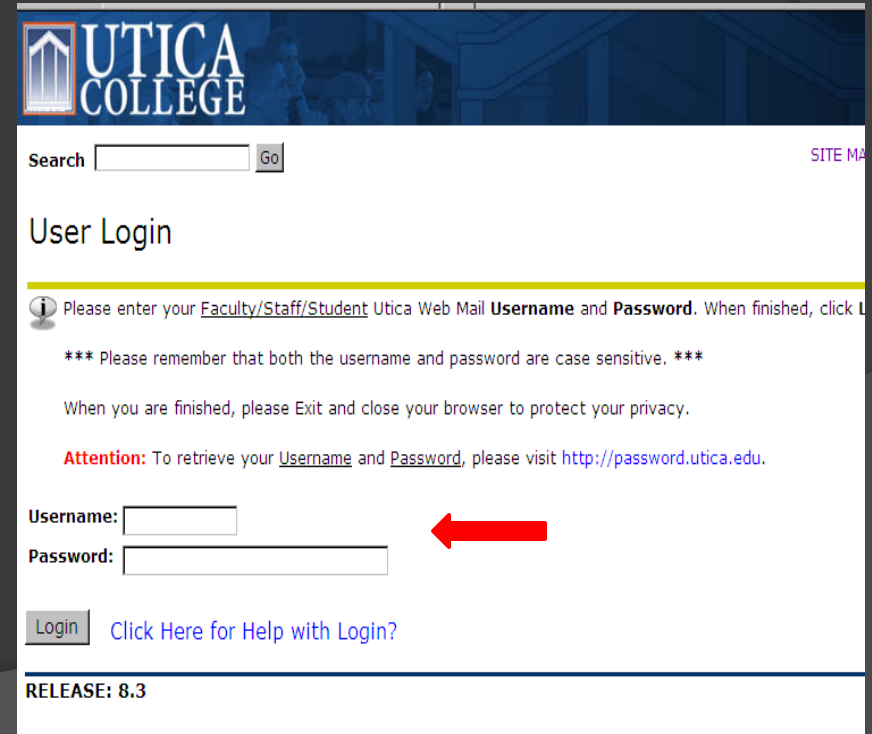 UTICA
COLLEGE
Search Go SITE MA
User Login
Please enter your Faculty/Staff/Student Utica Web Mail Username and Password. When finished, click L
*** Please remember that both the username and password are case sensitive. ***
When you are finished, please Exit and close your browser to protect your privacy.
Attention: To retrieve your Username and Password, please visit http://password.utica.edu.
Username:
Password:
Login Click Here for Help with Login?
RELEASE: 8.3